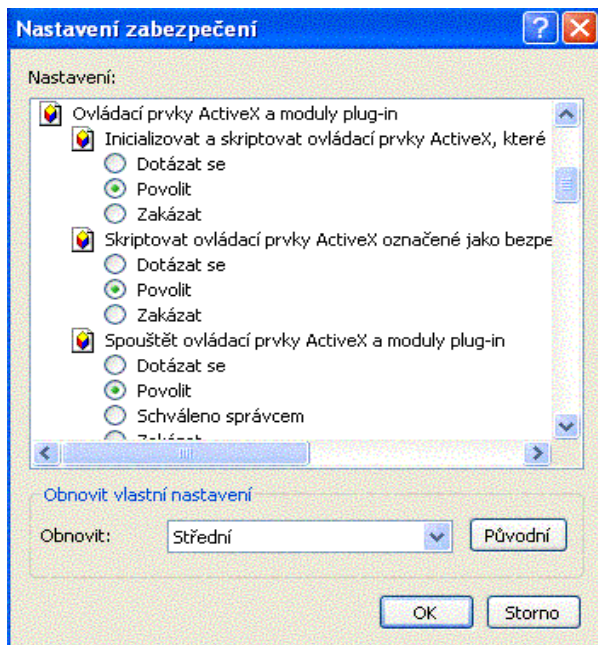 Nastavení zabezpečení
Nastavení:
Ovládací prvky ActiveX a moduly plug-in
Inicializovat a skriptovat ovládací prvky ActiveX, které
Dotázat se
Povolit
Zakázat
Skriptovat ovládací prvky ActiveX označené jako bezpe
Dotázat se
Povolit
Zakázat
Spouštět ovládací prvky ActiveX a moduly plug-in
Dotázat se
Povolit
Schváleno správcem
Zakázat
Obnovit vlastní nastavení
Obnovit:
Střední
Původní
OK
Storno